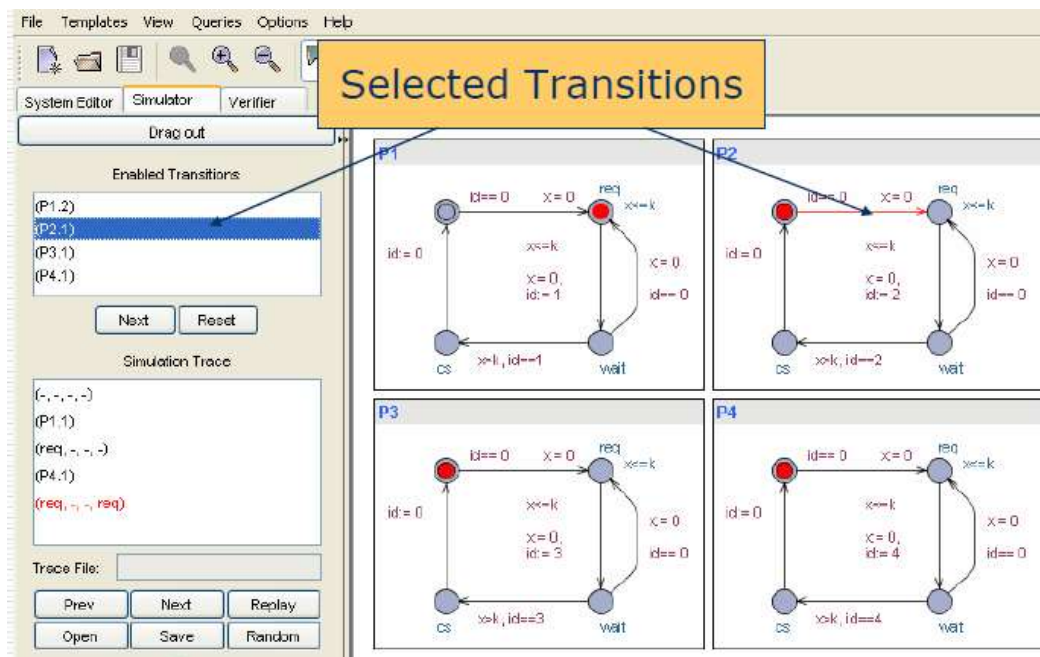 File Templates View Queries Options Help
Selected Transitions
System Editor Simulator Verifier
Drag out
Enabled Transitions
(P1.2)
(P2.1)
(P3.1)
(P4.1)
Next Reset
Simulation Trace
(-, -, -, -)
(P1.1)
(req, -, -, -)
(P4.1)
(req, -, -, req)
Trace File:
Prev Next Replay
Open Save Random
P1
id== 0 x:= 0 req
x<=k
id:= 0
x<=k
x:= 0,
id:= 1
x:= 0
id== 0
cs x>k, id==1 wait
P2
id== 0 x:= 0 req
x<=k
id:= 0
x<=k
x:= 0,
id:= 2
x:= 0
id== 0
cs x>k, id==2 wait
P3
id== 0 x:= 0 req
x<=k
id:= 0
x<=k
x:= 0,
id:= 3
x:= 0
id== 0
cs x>k, id==3 wait
P4
id== 0 x:= 0 req
x<=k
id:= 0
x<=k
x:= 0,
id:= 4
x:= 0
id== 0
cs x>k, id==4 wait